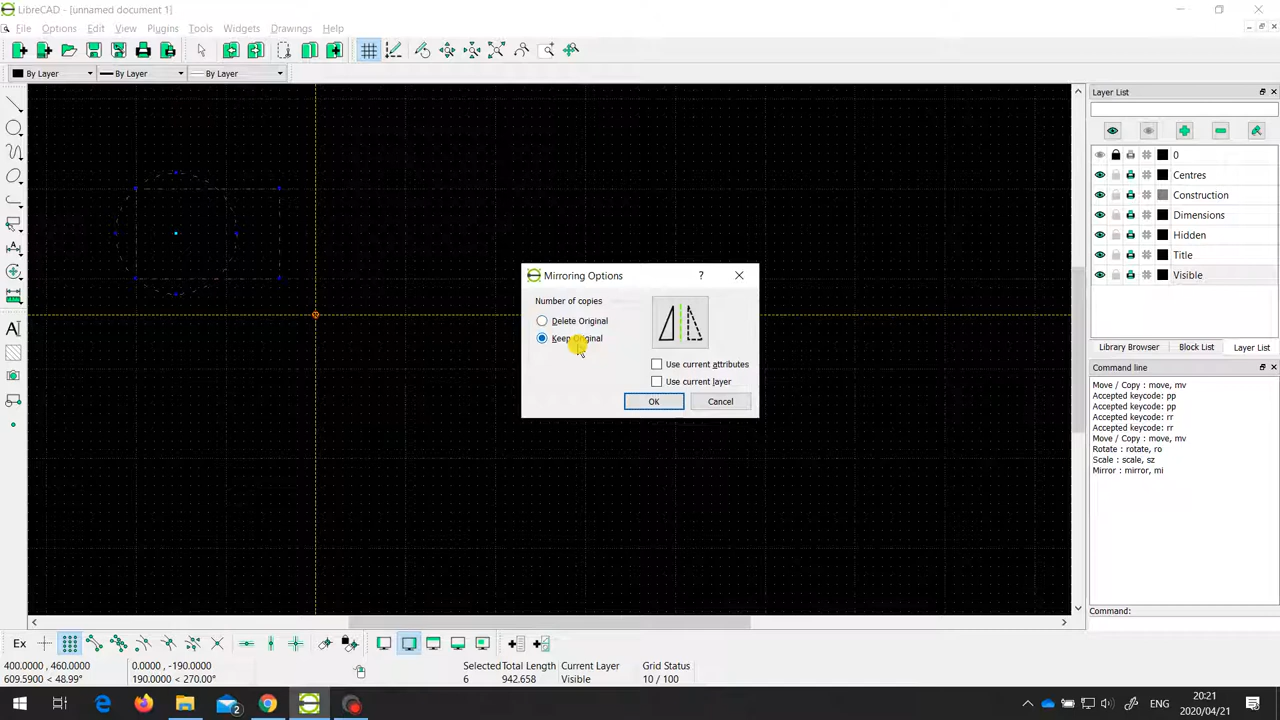 LibreCAD - [unnamed document 1]
File Options Edit View Plugins Tools Widgets Drawings Help
By Layer By Layer By Layer
Layer List
0
Centres
Construction
Dimensions
Hidden
Title
Visible
Mirroring Options ?
Number of copies
Delete Original
Keep Original
Use current attributes
Use current layer
OK Cancel
Library Browser Block List Layer List
Command line
Move / Copy : move, mv
Accepted keycode: pp
Accepted keycode: pp
Accepted keycode: rr
Accepted keycode: rr
Move / Copy : move, mv
Rotate : rotate, ro
Scale : scale, sz
Mirror : mirror, mi
Command:
Ex
400.0000 , 460.0000 0.0000 , -190.0000 Selected Total Length Current Layer Grid Status
609.5900 < 48.99° 190.0000 < 270.00° 6 942.658 Visible 10 / 100
ENG 20:21
2020/04/21